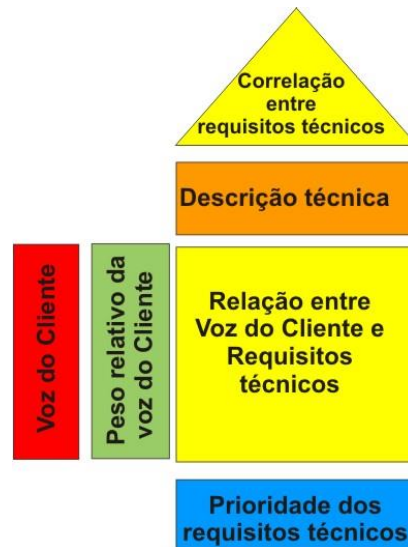 Correlação
entre
requisitos técnicos
Descrição técnica
Voz do Cliente
Peso relativo da
voz do Cliente
Relação entre
Voz do Cliente e
Requisitos
técnicos
Prioridade dos
requisitos técnicos